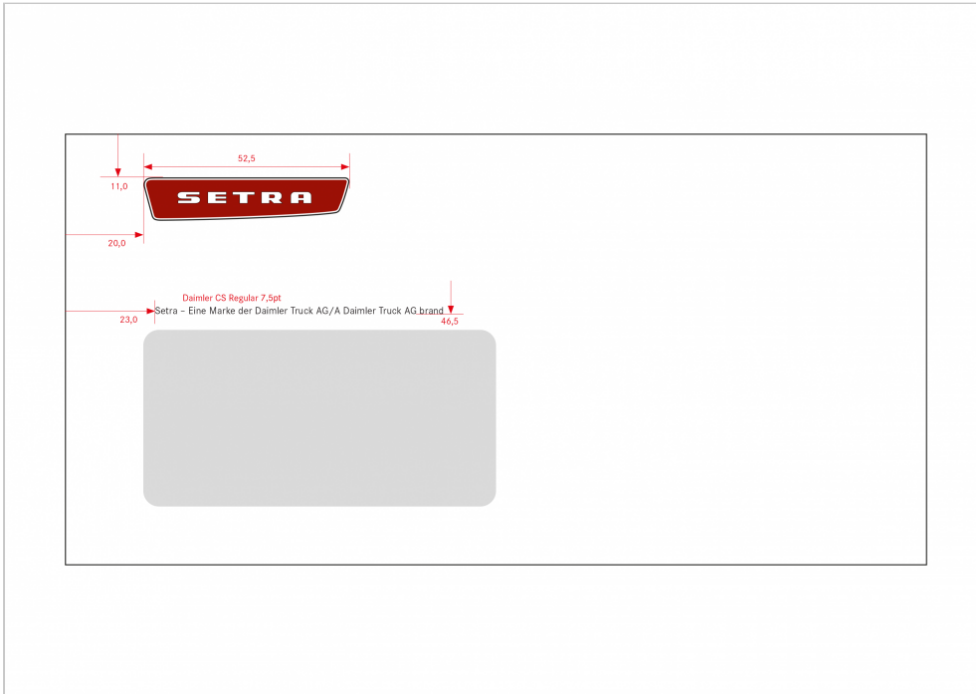 52,5
11,0
SETRA
20,0
Daimler CS Regular 7,5pt
Setra – Eine Marke der Daimler Truck AG/A Daimler Truck AG brand
23,0
46,5